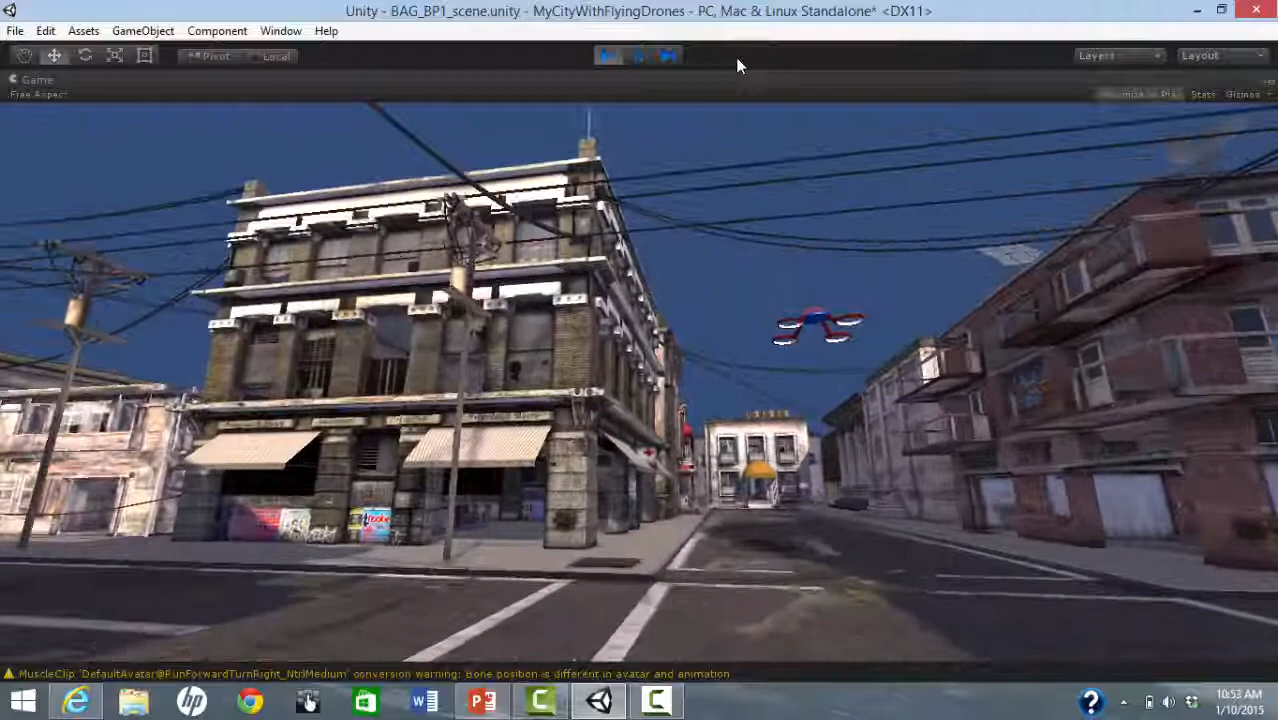 Unity - BAG_BP1_scene.unity - MyCityWithFlyingDrones - PC, Mac & Linux Standalone* <DX11>
File Edit Assets GameObject Component Window Help
Pivot Local Layers Layout
Game
Free Aspect Stats Gizmos
MuscleClip 'DefaultAvatar@RunForwardTurnRight_NtrlMedium' conversion warning: Bone position is different in avatar and animation
10:53 AM
1/10/2015